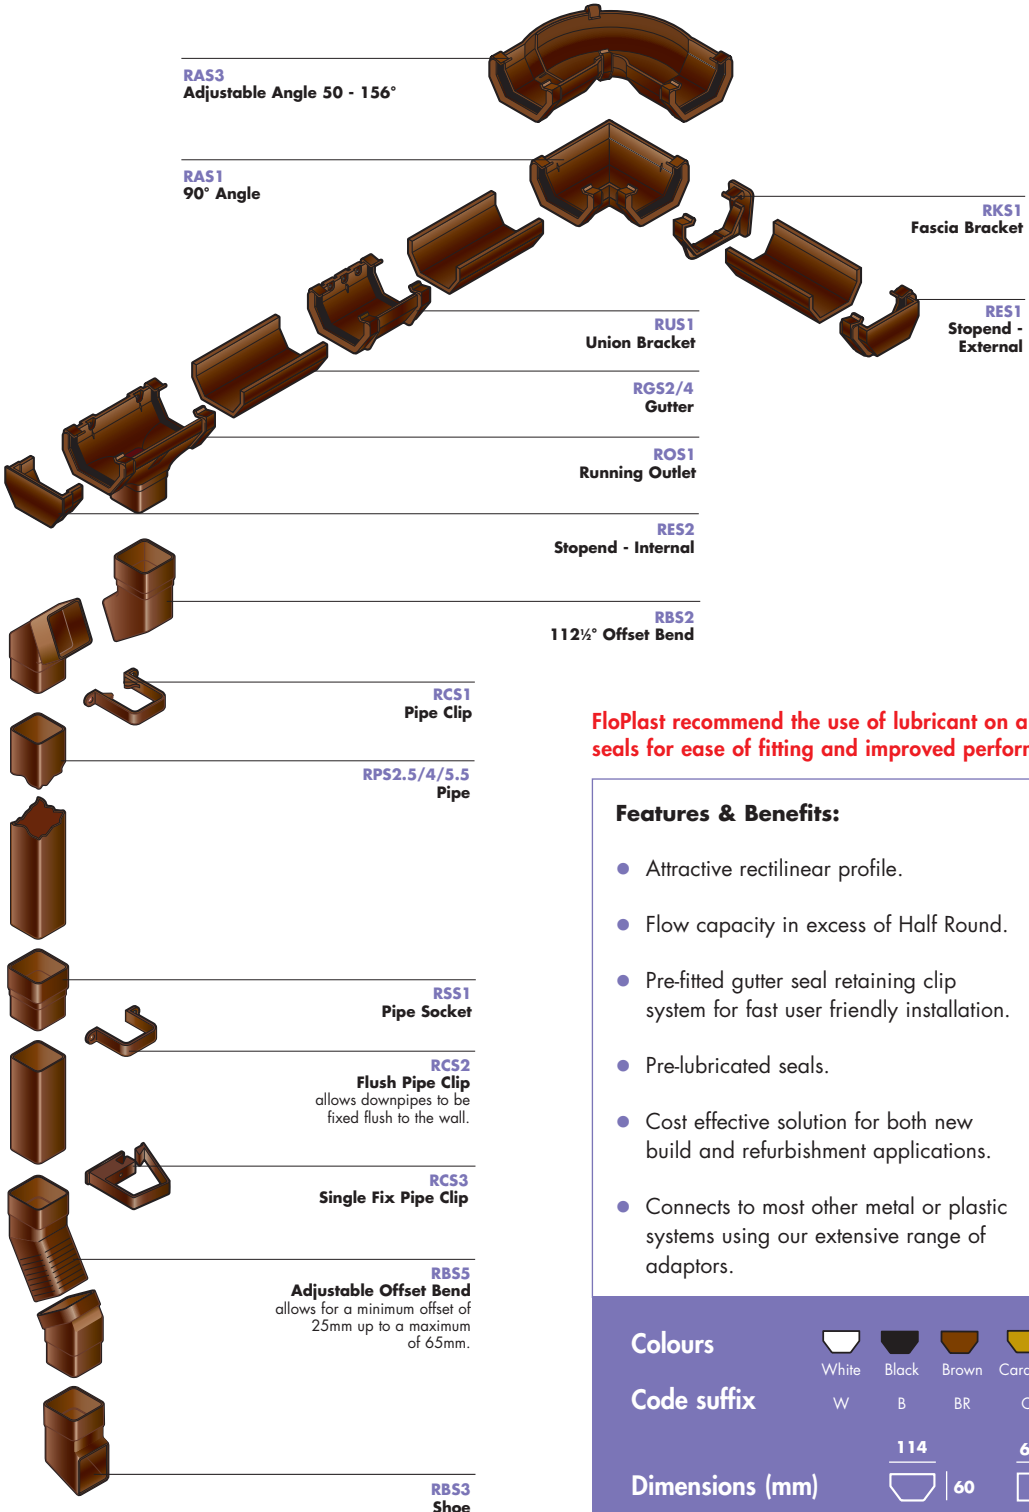 RAS3
Adjustable Angle 50 - 156°
RAS1
90° Angle
RKS1
Fascia Bracket
RES1
Stopend -
External
RUS1
Union Bracket
RGS2/4
Gutter
ROS1
Running Outlet
RES2
Stopend - Internal
RBS2
112½° Offset Bend
RCS1
Pipe Clip
RPS2.5/4/5.5
Pipe
RSS1
Pipe Socket
RCS2
Flush Pipe Clip
allows downpipes to be
fixed flush to the wall.
RCS3
Single Fix Pipe Clip
RBS5
Adjustable Offset Bend
allows for a minimum offset of
25mm up to a maximum
of 65mm.
RBS3
Shoe
FloPlast recommend the use of lubricant on
seals for ease of fitting and improved
Features & Benefits:
• Attractive rectilinear profile.
• Flow capacity in excess of Half Round.
• Pre-fitted gutter seal retaining clip
system for fast user friendly installation.
• Pre-lubricated seals.
• Cost effective solution for both new
build and refurbishment applications.
• Connects to most other metal or plastic
systems using our extensive range of
adaptors.
Colours
White Black Brown
Code suffix W B BR
114
Dimensions (mm) 60